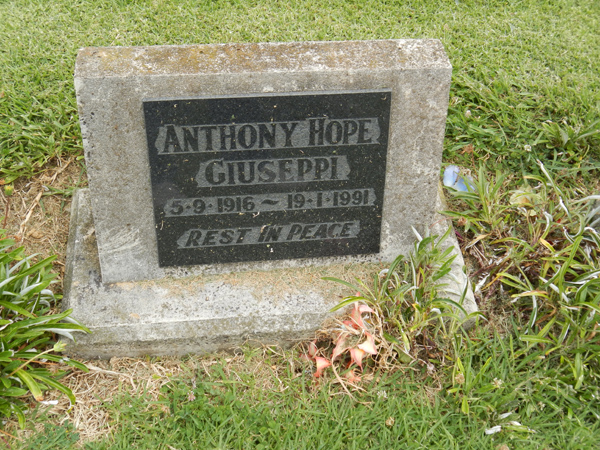 ANTHONY HOPE
GIUSEPPI
5·9·1916 ~ 19·1·1991
REST IN PEACE